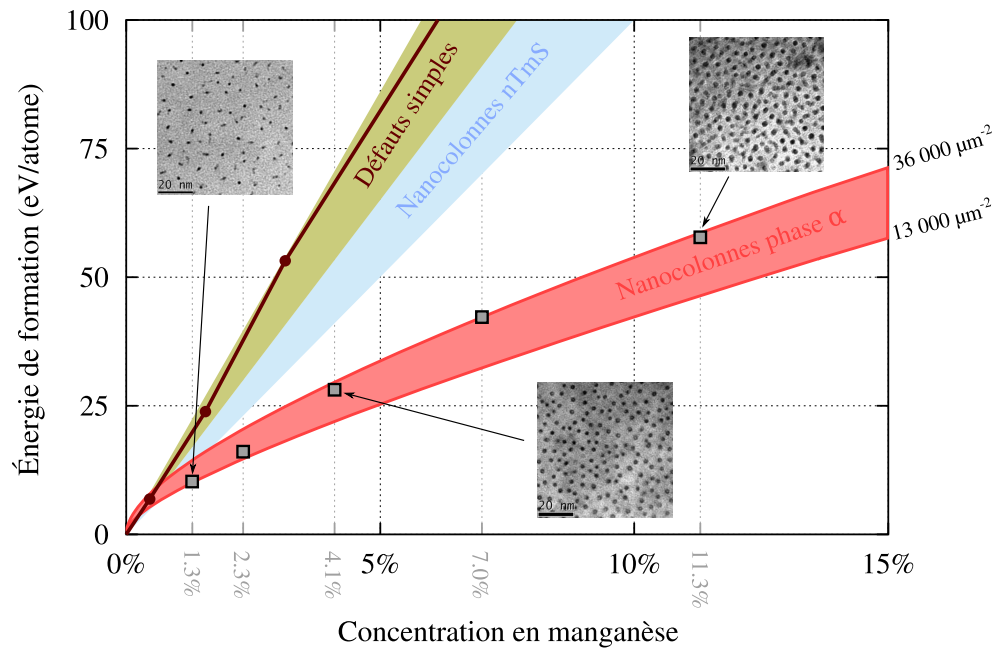 Énergie de formation (eV/atome)
100
75
50
25
0
Défauts simples
Nanocolonnes nTmS
Nanocolonnes phase α
36 000 µm⁻²
13 000 µm⁻²
20 nm
20 nm
20 nm
0%
1.3%
2.3%
4.1%
5%
7.0%
10%
11.3%
15%
Concentration en manganèse